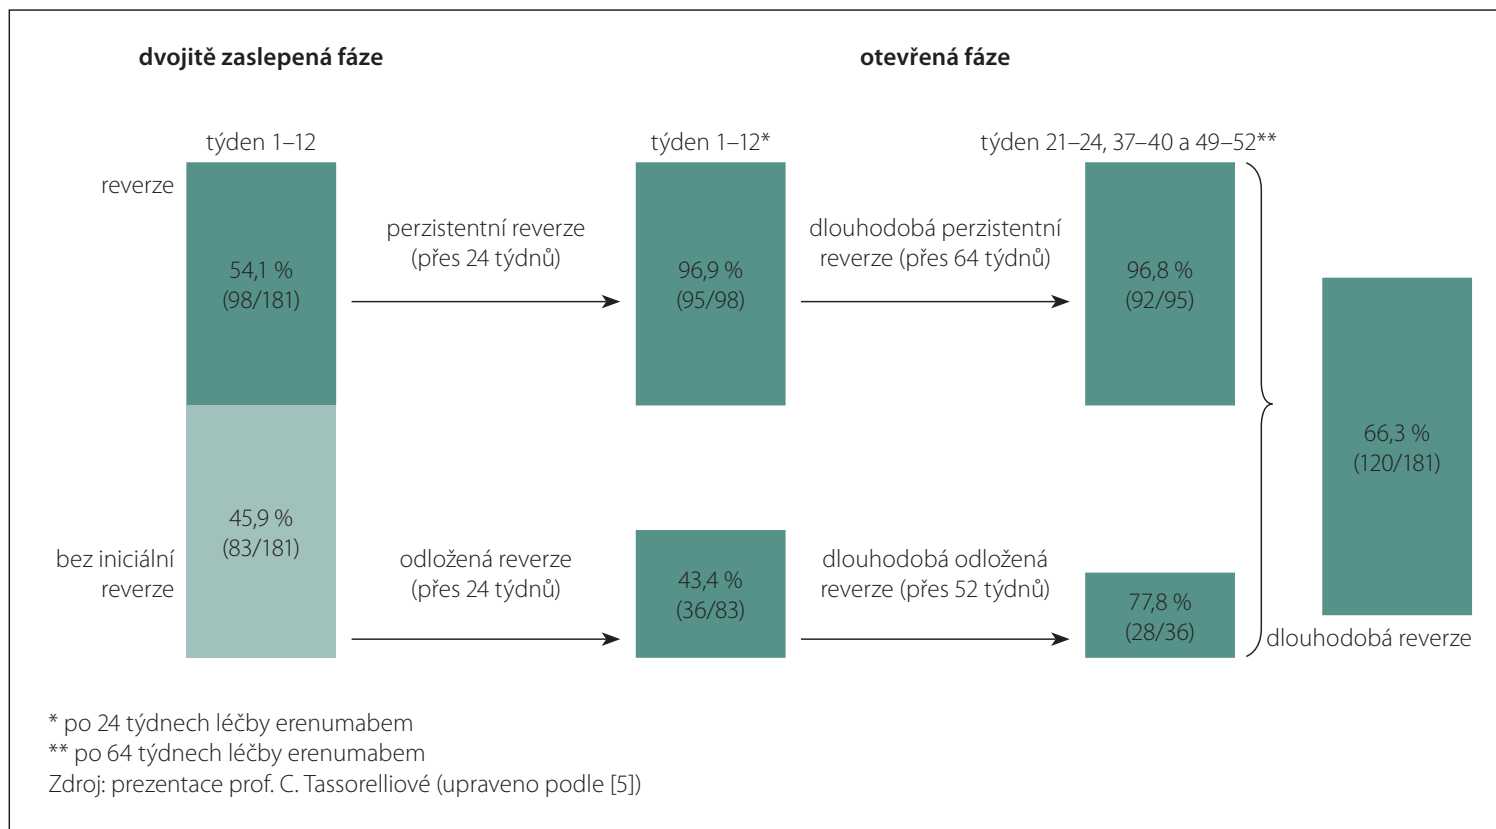 dvojitě zaslepená fáze
otevřená fáze
týden 1–12
týden 1–12*
týden 21–24, 37–40 a 49–52**
reverze
54,1 %
(98/181)
perzistentní reverze
(přes 24 týdnů)
96,9 %
(95/98)
dlouhodobá perzistentní
reverze (přes 64 týdnů)
96,8 %
(92/95)
66,3 %
(120/181)
dlouhodobá reverze
bez iniciální
reverze
45,9 %
(83/181)
odložená reverze
(přes 24 týdnů)
43,4 %
(36/83)
dlouhodobá odložená
reverze (přes 52 týdnů)
77,8 %
(28/36)
* po 24 týdnech léčby erenumabem
** po 64 týdnech léčby erenumabem
Zdroj: prezentace prof. C. Tassorelliové (upraveno podle [5])